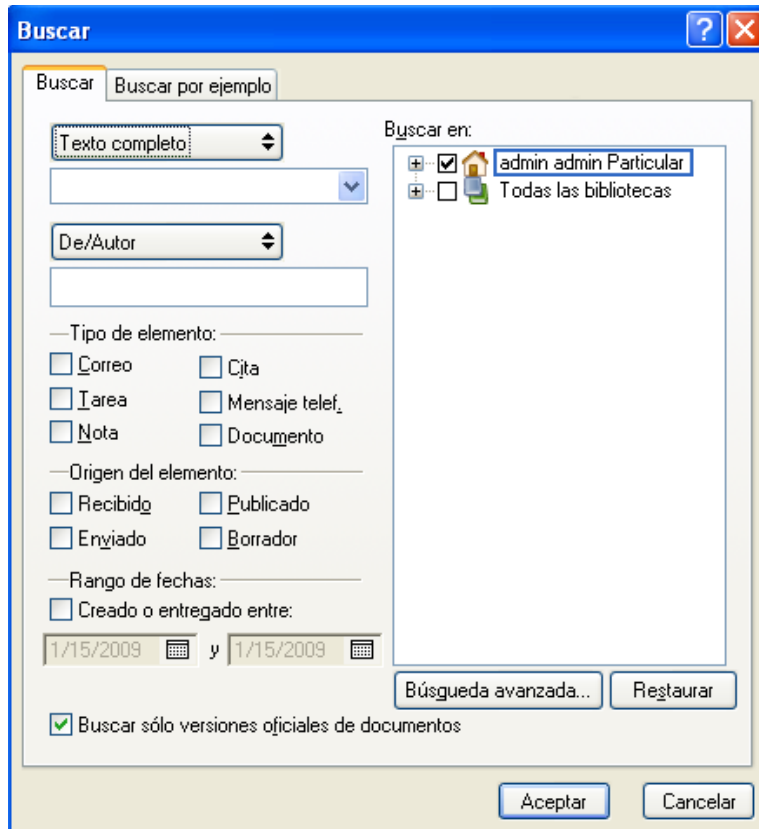 Buscar
Buscar
Buscar por ejemplo
Texto completo
De/Autor
Tipo de elemento:
Correo
Cita
Tarea
Mensaje telef.
Nota
Documento
Origen del elemento:
Recibido
Publicado
Enviado
Borrador
Rango de fechas:
Creado o entregado entre:
1/15/2009 y 1/15/2009
Buscar en:
admin admin Particular
Todas las bibliotecas
Búsqueda avanzada...
Restaurar
Buscar sólo versiones oficiales de documentos
Aceptar
Cancelar